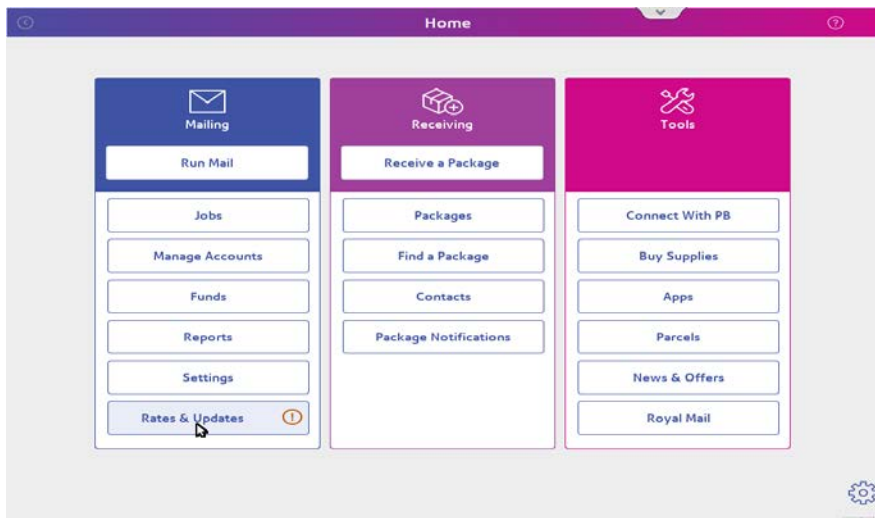 Home
Mailing
Run Mail
Jobs
Manage Accounts
Funds
Reports
Settings
Rates & Updates
Receiving
Receive a Package
Packages
Find a Package
Contacts
Package Notifications
Tools
Connect With PB
Buy Supplies
Apps
Parcels
News & Offers
Royal Mail